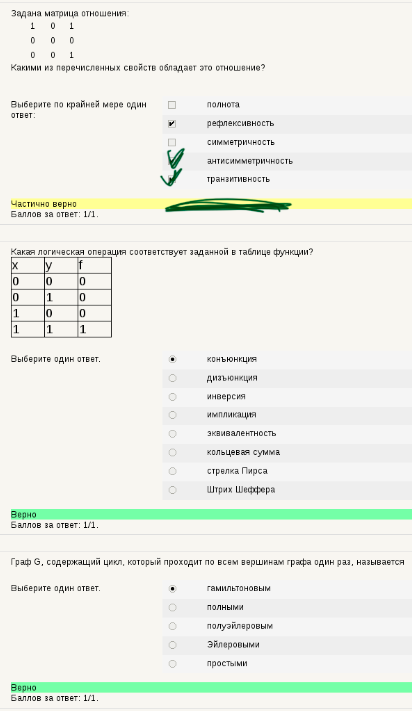 Задана матрица отношения:
1 0 1
0 0 0
0 0 1
Какими из перечисленных свойств обладает это отношение?
Выберите по крайней мере один ответ:
полнота
рефлексивность
симметричность
антисимметричность
транзитивность
Частично верно
Баллов за ответ: 1/1.
Какая логическая операция соответствует заданной в таблице функции?
x y f
0 0 0
0 1 0
1 0 0
1 1 1
Выберите один ответ.
конъюнкция
дизъюнкция
инверсия
импликация
эквивалентность
кольцевая сумма
стрелка Пирса
Штрих Шеффера
Верно
Баллов за ответ: 1/1.
Граф G, содержащий цикл, который проходит по всем вершинам графа один раз, называется
Выберите один ответ.
гамильтоновым
полными
полуэйлеровым
Эйлеровыми
простыми
Верно
Баллов за ответ: 1/1.